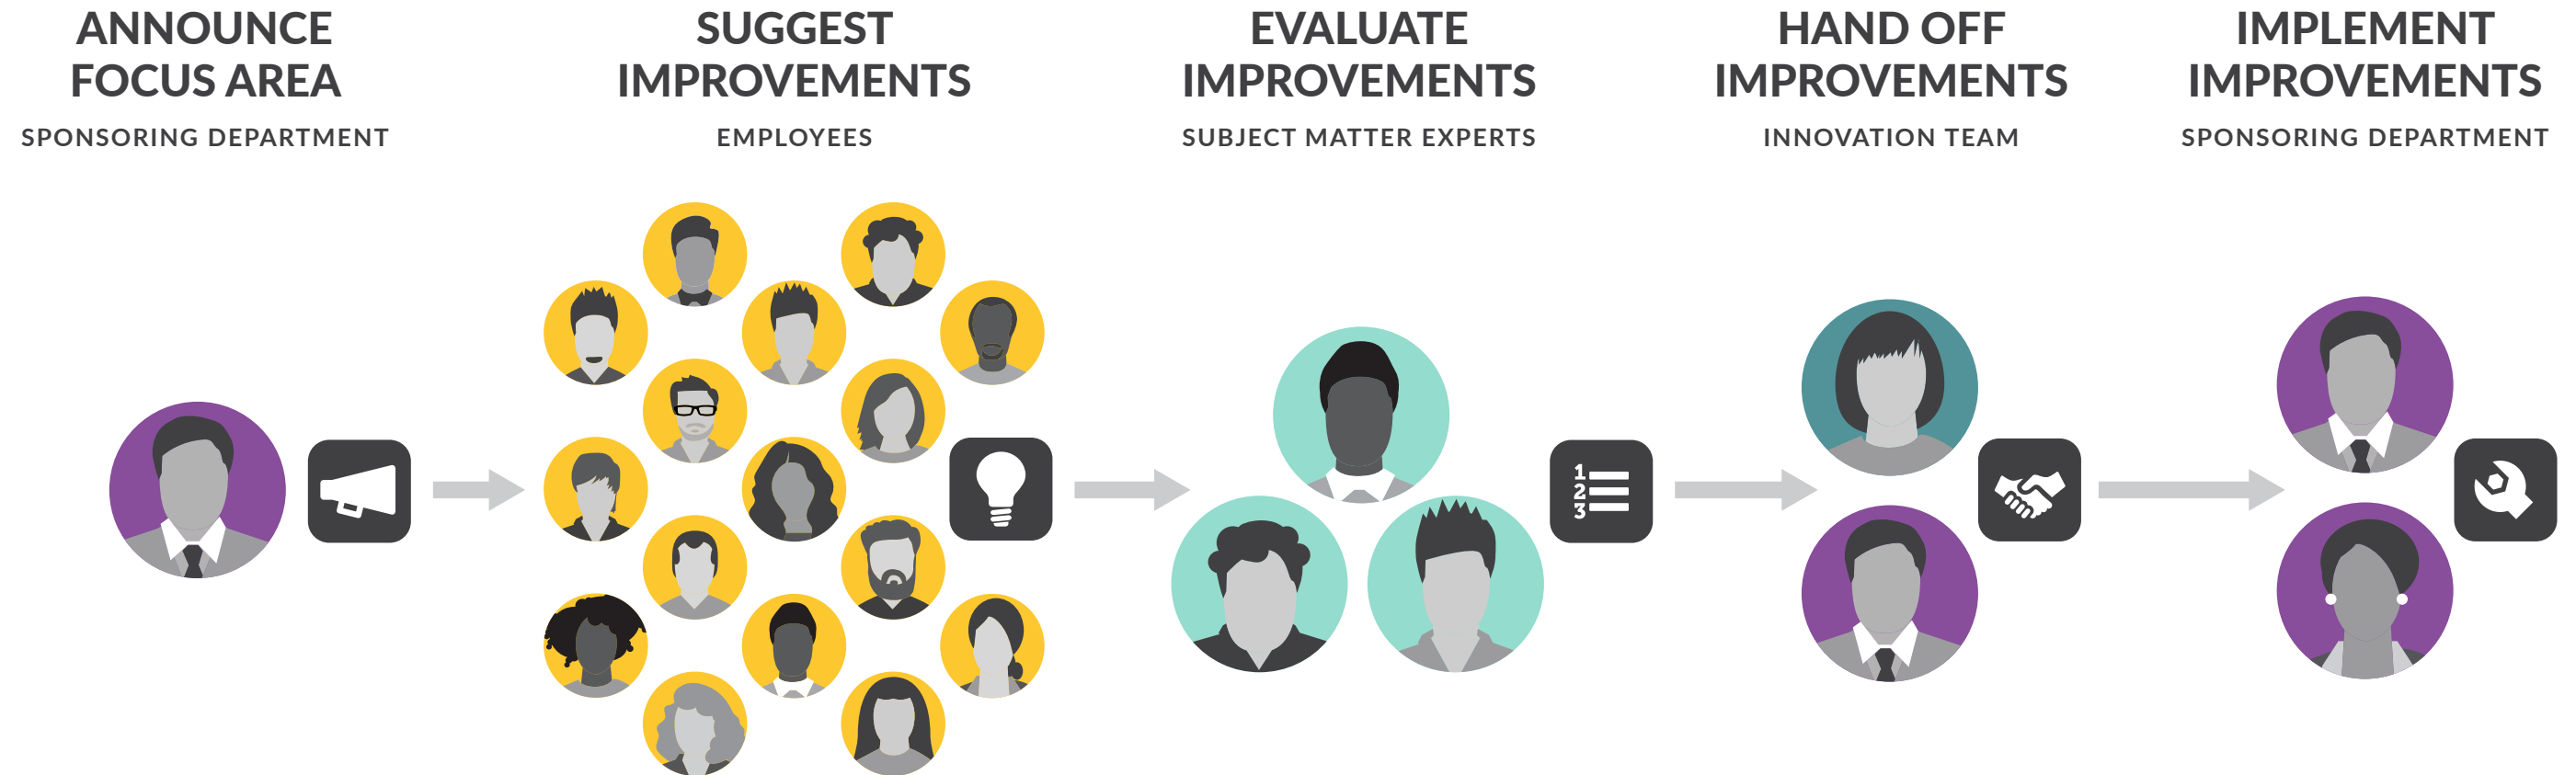 ANNOUNCE
FOCUS AREA
SPONSORING DEPARTMENT
SUGGEST
IMPROVEMENTS
EMPLOYEES
EVALUATE
IMPROVEMENTS
SUBJECT MATTER EXPERTS
HAND OFF
IMPROVEMENTS
INNOVATION TEAM
IMPLEMENT
IMPROVEMENTS
SPONSORING DEPARTMENT
1
2
3